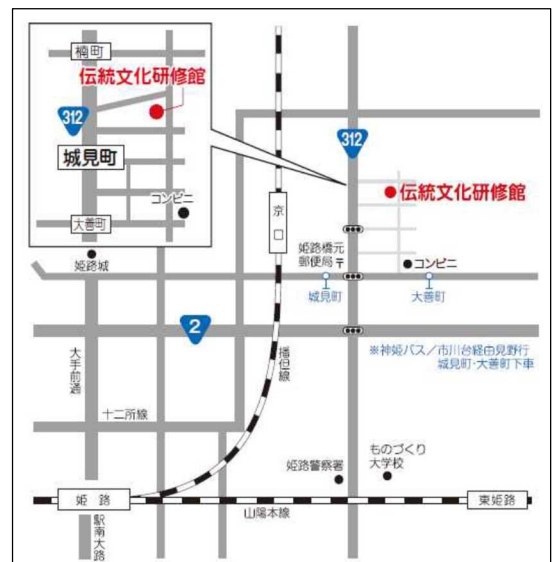 楠町
伝統文化研修館
312
城見町
コンビニ
大善町
312
伝統文化研修館
京口
姫路橋元
郵便局〒
コンビニ
姫路城
城見町
大善町
2
※神姫バス/市川台経由見野行
城見町・大善町下車
大手前通
播但線
十二所線
姫路警察署
ものづくり
大学校
姫路
東姫路
山陽本線
駅南大路